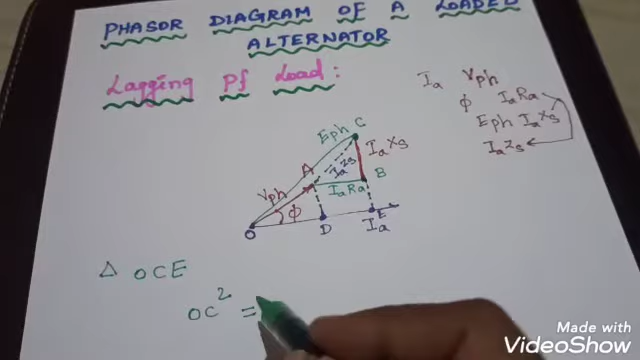 PHASOR DIAGRAM OF A LOADED
ALTERNATOR
Lagging Pf Load:
Ia Vph
ϕ IaRa
Eph IaXs
IaZs
Eph C
IaXs
A
IaZs
B
IaRa
Vph
ϕ
O
D
E
Ia
Δ OCE
OC² =
Made with
VideoShow